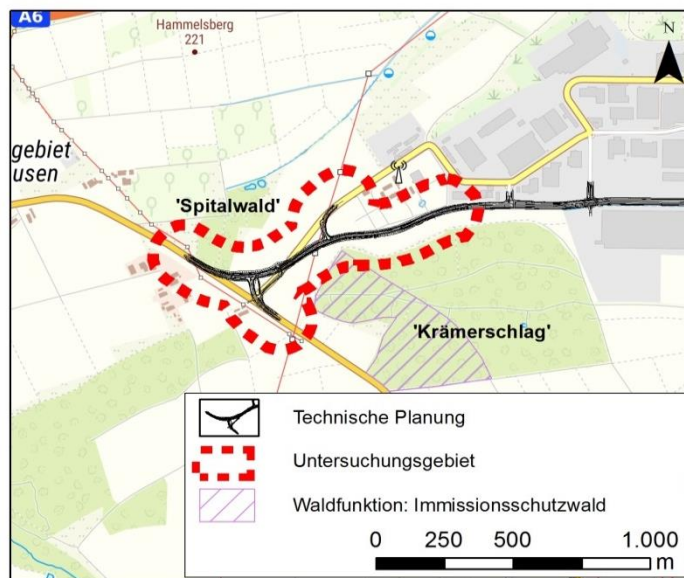 A6
Hammelsberg
221
N
gebiet
usen
'Spitalwald'
'Krämerschlag'
Technische Planung
Untersuchungsgebiet
Waldfunktion: Immissionsschutzwald
0 250 500 1.000
m